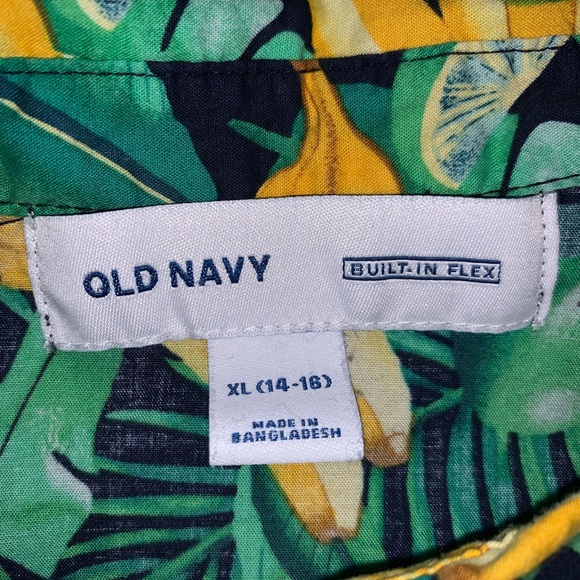 OLD NAVY
BUILT-IN FLEX
XL (14-16)
MADE IN
BANGLADESH